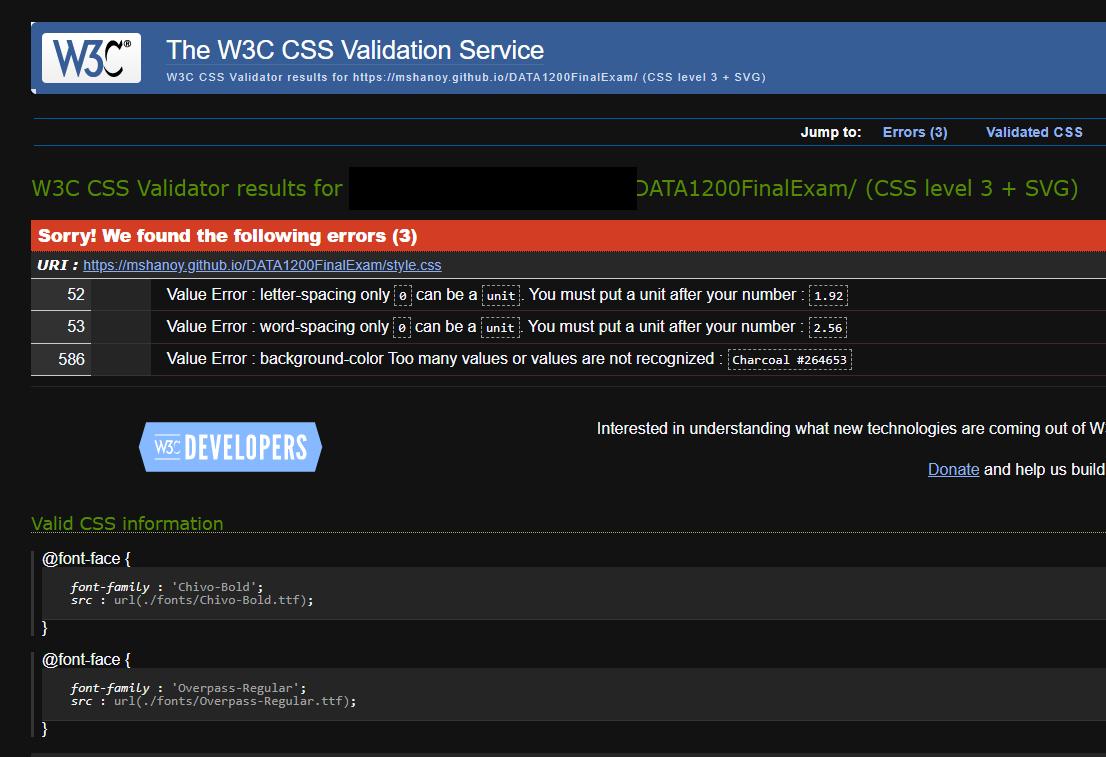 W3C®
The W3C CSS Validation Service
W3C CSS Validator results for https://mshanoy.github.io/DATA1200FinalExam/ (CSS level 3 + SVG)
Jump to: Errors (3) Validated CSS
W3C CSS Validator results for DATA1200FinalExam/ (CSS level 3 + SVG)
Sorry! We found the following errors (3)
URI : https://mshanoy.github.io/DATA1200FinalExam/style.css
52 Value Error : letter-spacing only 0 can be a unit. You must put a unit after your number : 1.92
53 Value Error : word-spacing only 0 can be a unit. You must put a unit after your number : 2.56
586 Value Error : background-color Too many values or values are not recognized : Charcoal #264653
W3C DEVELOPERS
Interested in understanding what new technologies are coming out of W
Donate and help us build
Valid CSS information
@font-face {
font-family : 'Chivo-Bold';
src : url(./fonts/Chivo-Bold.ttf);
}
@font-face {
font-family : 'Overpass-Regular';
src : url(./fonts/Overpass-Regular.ttf);
}